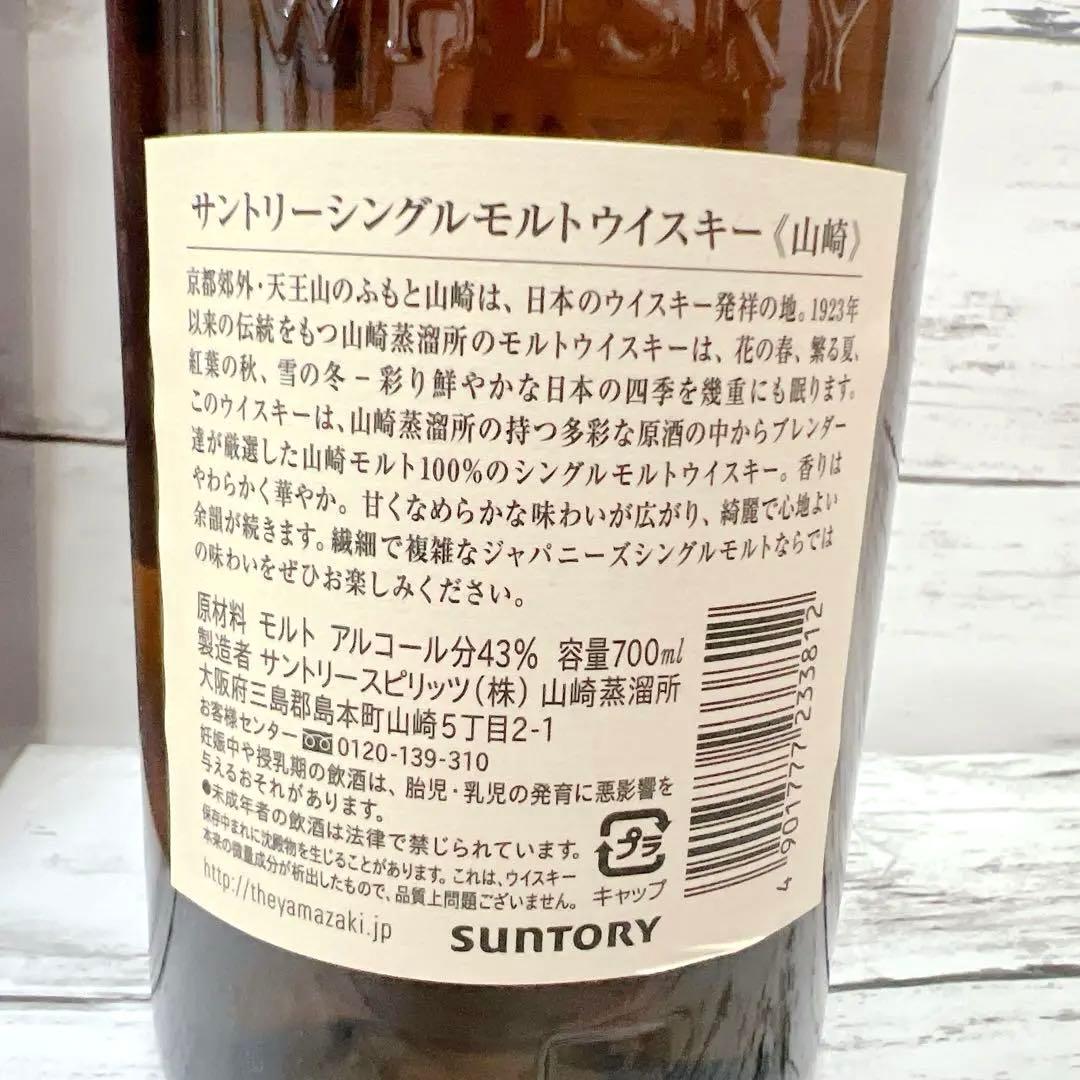 WHISKY
サントリーシングルモルトウイスキー《山崎》
京都郊外・天王山のふもと山崎は、日本のウイスキー発祥の地。1923年
以来の伝統をもつ山崎蒸溜所のモルトウイスキーは、花の春、繁る夏、
紅葉の秋、雪の冬－彩り鮮やかな日本の四季を幾重にも眠ります。
このウイスキーは、山崎蒸溜所の持つ多彩な原酒の中からブレンダー
達が厳選した山崎モルト100%のシングルモルトウイスキー。香りは
やわらかく華やか。甘くなめらかな味わいが広がり、綺麗で心地よい
余韻が続きます。繊細で複雑なジャパニーズシングルモルトならでは
の味わいをぜひお楽しみください。
原材料 モルト アルコール分43% 容量700ml
製造者 サントリースピリッツ(株) 山崎蒸溜所
大阪府三島郡島本町山崎5丁目2-1
お客様センター 0120-139-310
妊娠中や授乳期の飲酒は、胎児・乳児の発育に悪影響を
与えるおそれがあります。
●未成年者の飲酒は法律で禁じられています。
保存中まれに沈殿物を生じることがあります。これは、ウイスキー
本来の微量成分が析出したもので、品質上問題ございません。
http://theyamazaki.jp
SUNTORY
プラ
キャップ
4 901777 233812